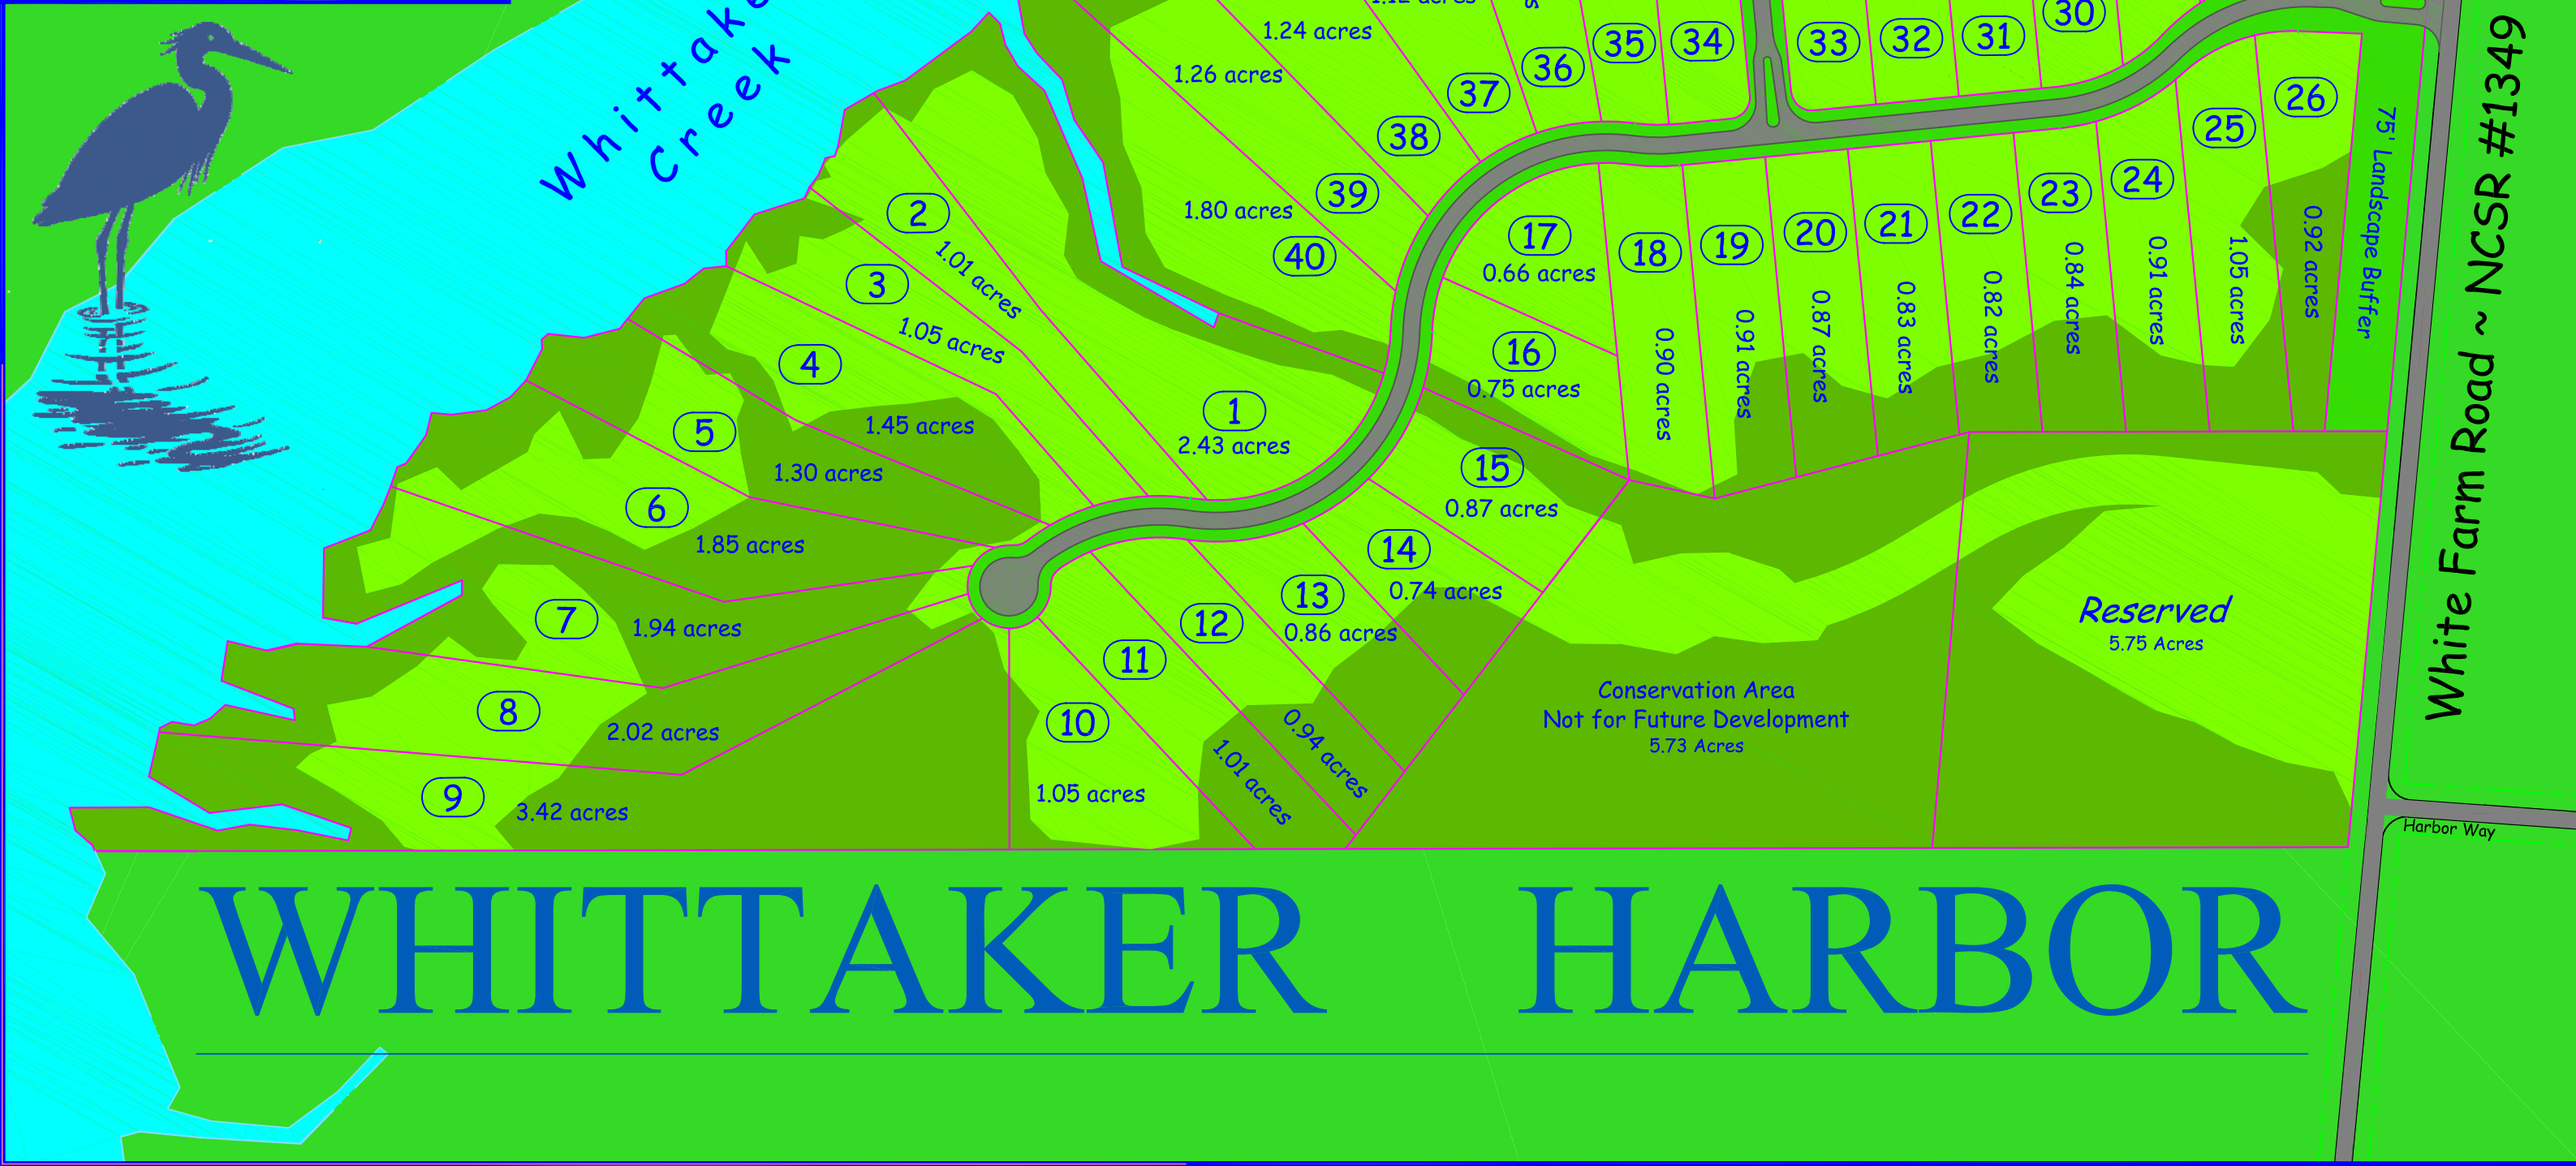 Whittake
Creek
1.12 acres
1.24 acres
1.26 acres
1.80 acres
40
39
38
37
36
35
34
33
32
31
30
26
0.92 acres
25
1.05 acres
24
0.91 acres
23
0.84 acres
22
0.82 acres
21
0.83 acres
20
0.87 acres
19
0.91 acres
18
0.90 acres
17
0.66 acres
16
0.75 acres
15
0.87 acres
14
0.74 acres
13
0.86 acres
12
0.94 acres
11
1.01 acres
10
1.05 acres
1
2.43 acres
2
1.01 acres
3
1.05 acres
4
1.45 acres
5
1.30 acres
6
1.85 acres
7
1.94 acres
8
2.02 acres
9
3.42 acres
75' Landscape Buffer
White Farm Road ~ NCSR #1349
Reserved
5.75 Acres
Conservation Area
Not for Future Development
5.73 Acres
Harbor Way
WHITTAKER HARBOR